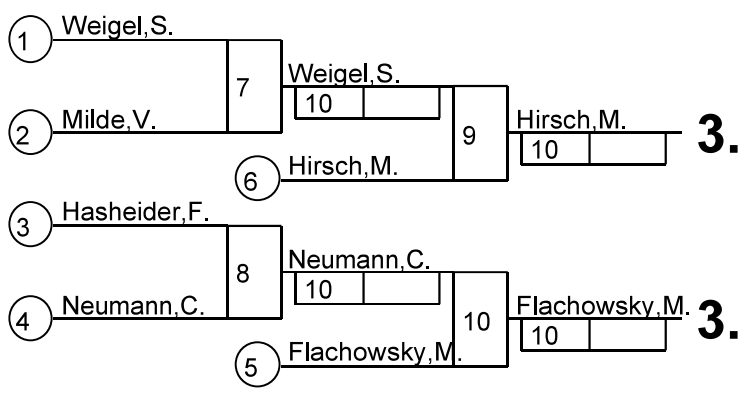 1 Weigel,S.
7 Weigel,S.
10
2 Milde,V.
9 Hirsch,M. 3.
10
6 Hirsch,M.
3 Hasheider,F.
8 Neumann,C.
10
4 Neumann,C.
10 Flachowsky,M. 3.
10
5 Flachowsky,M.